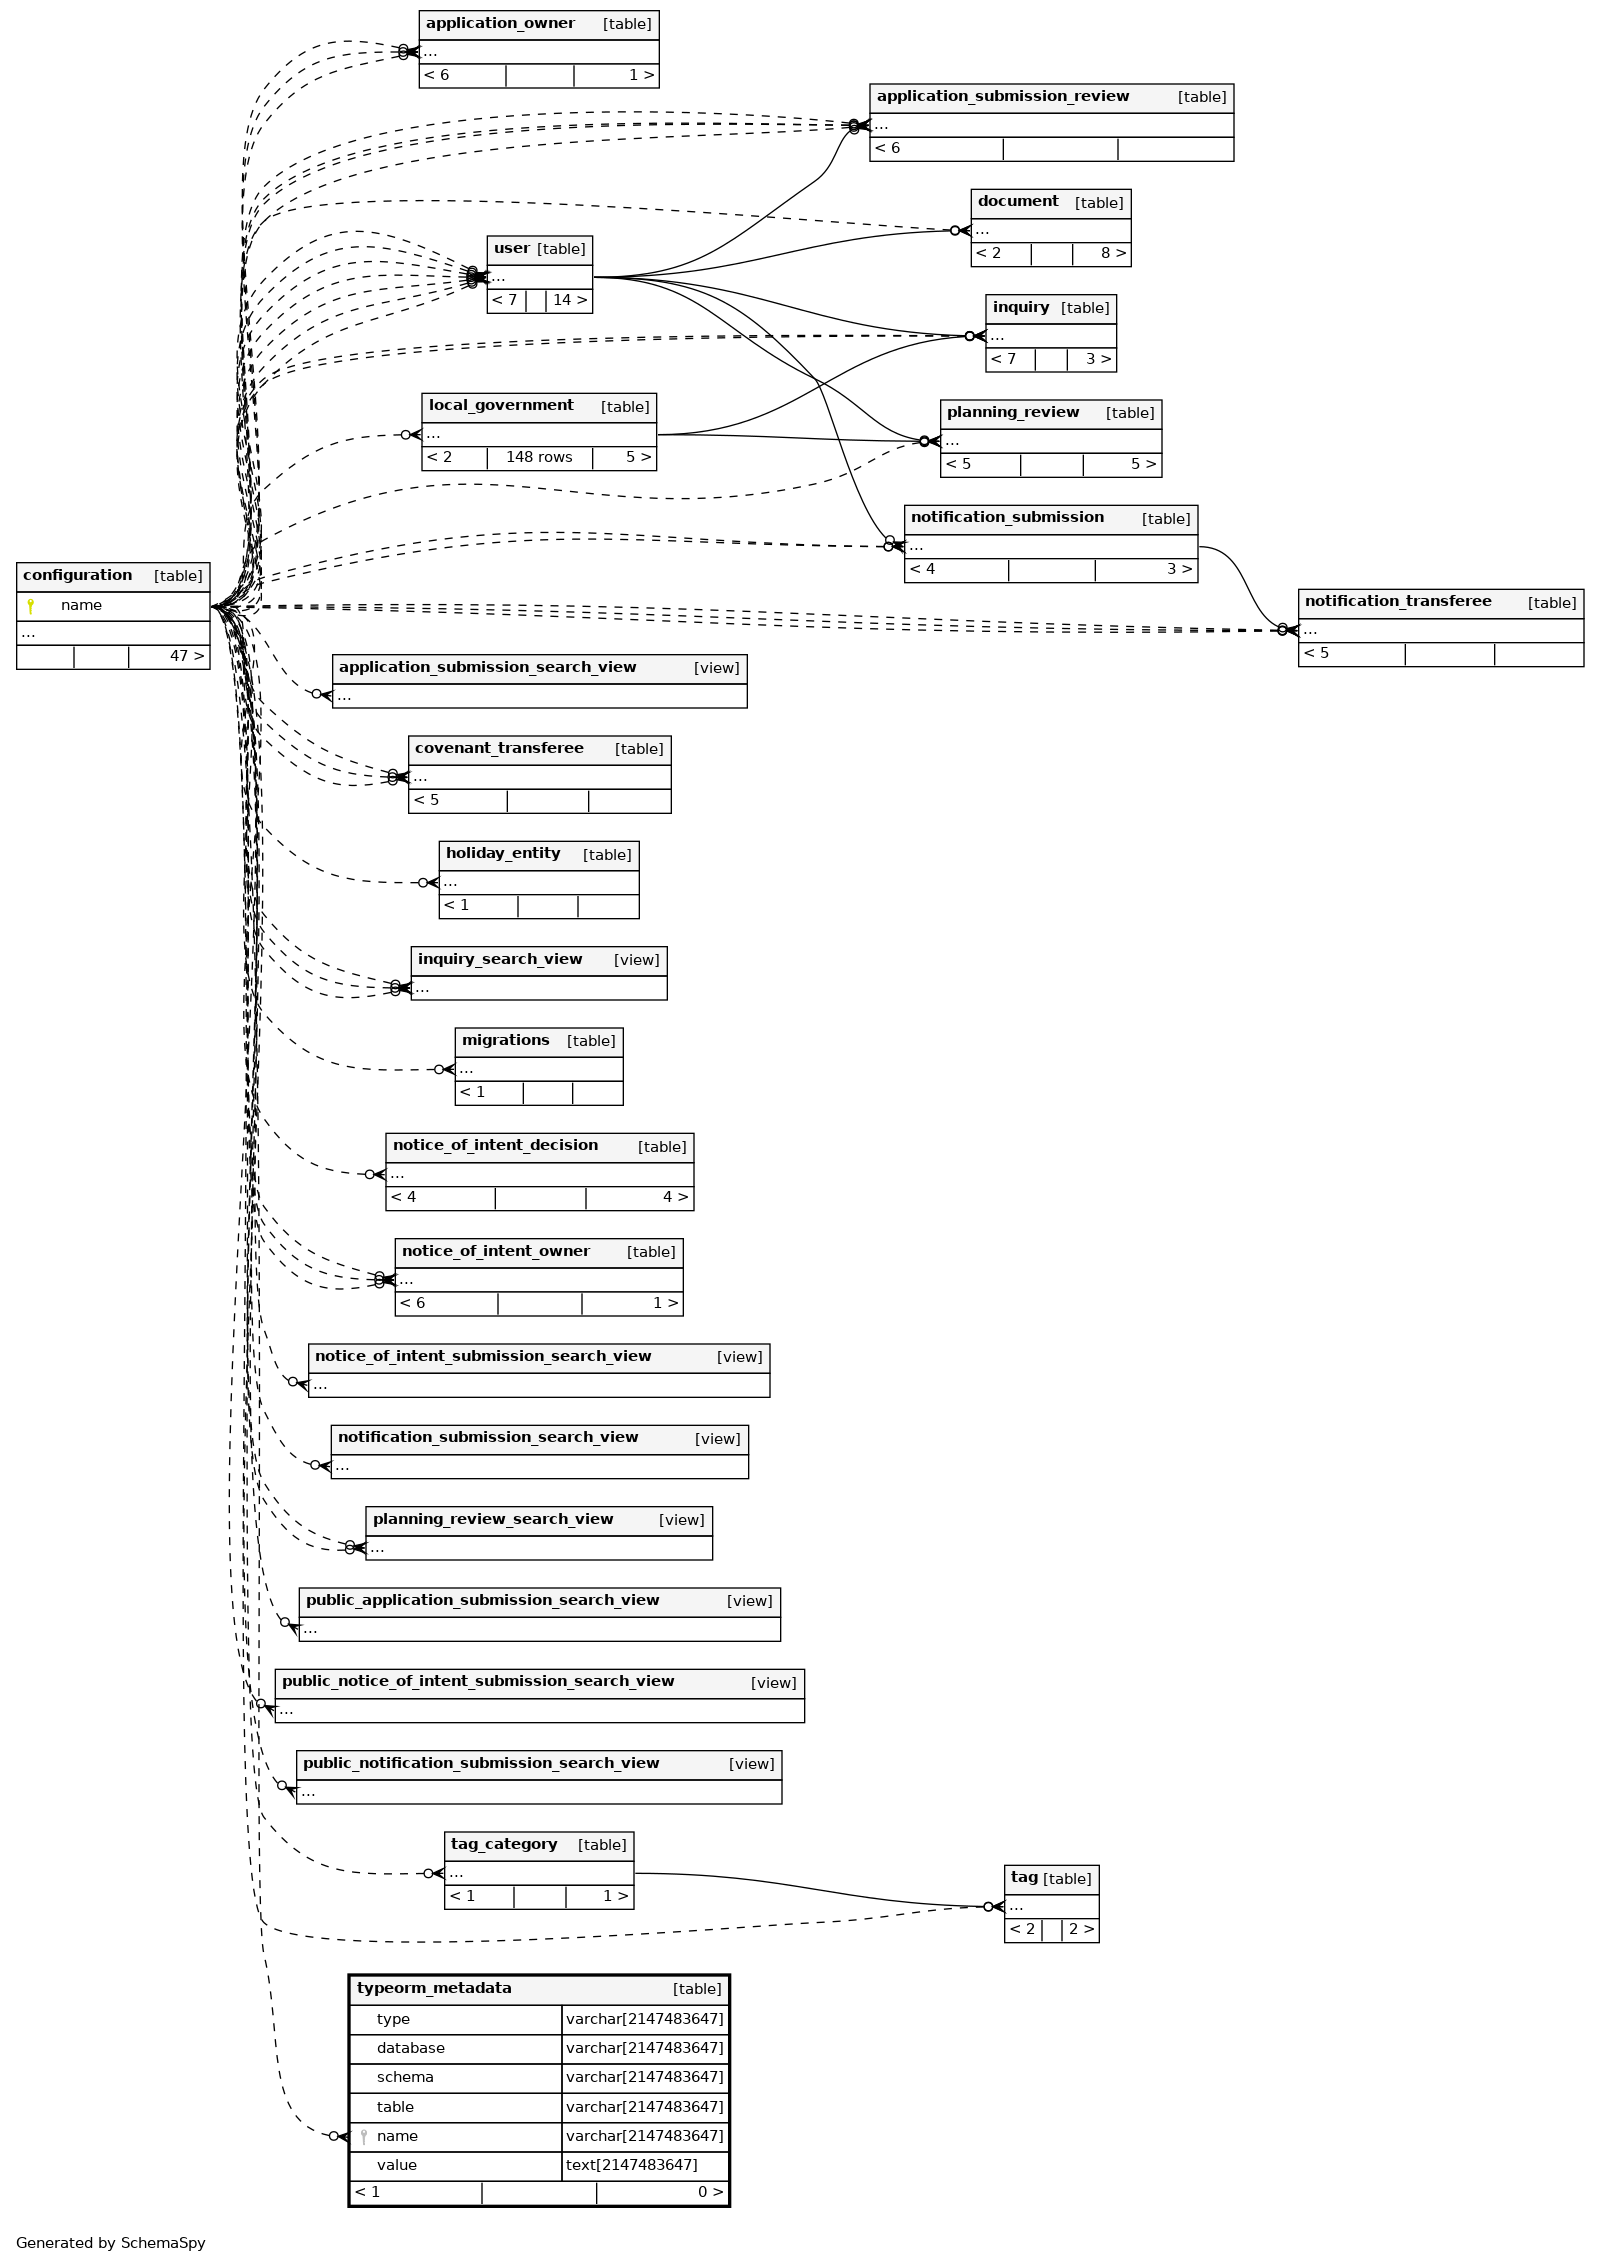 application_owner [table]
...
< 6 1 >
application_submission_review [table]
...
< 6
document [table]
...
< 2 8 >
user [table]
...
< 7 14 >
inquiry [table]
...
< 7 3 >
local_government [table]
...
< 2 148 rows 5 >
planning_review [table]
...
< 5 5 >
notification_submission [table]
...
< 4 3 >
configuration [table]
name
...
47 >
notification_transferee [table]
...
< 5
application_submission_search_view [view]
...
covenant_transferee [table]
...
< 5
holiday_entity [table]
...
< 1
inquiry_search_view [view]
...
migrations [table]
...
< 1
notice_of_intent_decision [table]
...
< 4 4 >
notice_of_intent_owner [table]
...
< 6 1 >
notice_of_intent_submission_search_view [view]
...
notification_submission_search_view [view]
...
planning_review_search_view [view]
...
public_application_submission_search_view [view]
...
public_notice_of_intent_submission_search_view [view]
...
public_notification_submission_search_view [view]
...
tag_category [table]
...
< 1 1 >
tag [table]
...
< 2 2 >
typeorm_metadata [table]
type varchar[2147483647]
database varchar[2147483647]
schema varchar[2147483647]
table varchar[2147483647]
name varchar[2147483647]
value text[2147483647]
< 1 0 >
Generated by SchemaSpy